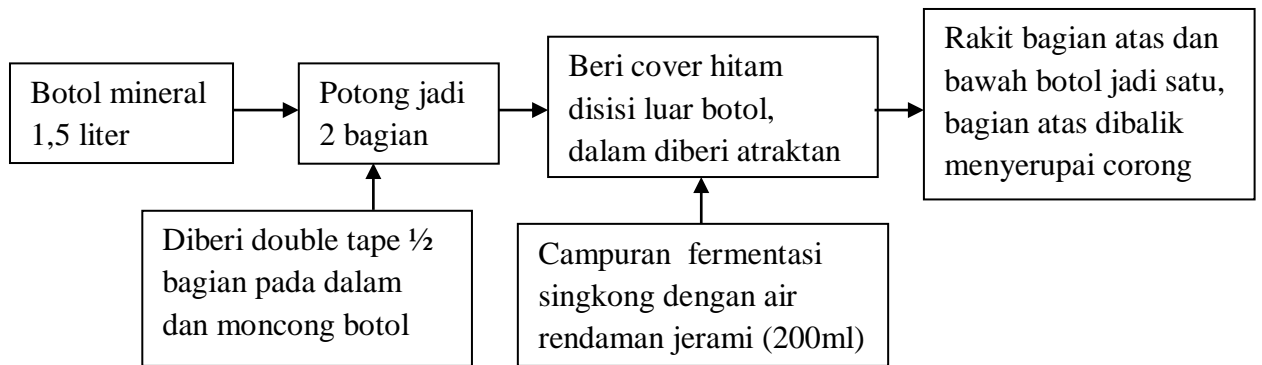 Botol mineral
1,5 liter
Potong jadi
2 bagian
Beri cover hitam
disisi luar botol,
dalam diberi atraktan
Rakit bagian atas dan
bawah botol jadi satu,
bagian atas dibalik
menyerupai corong
Diberi double tape ½
bagian pada dalam
dan moncong botol
Campuran fermentasi
singkong dengan air
rendaman jerami (200ml)